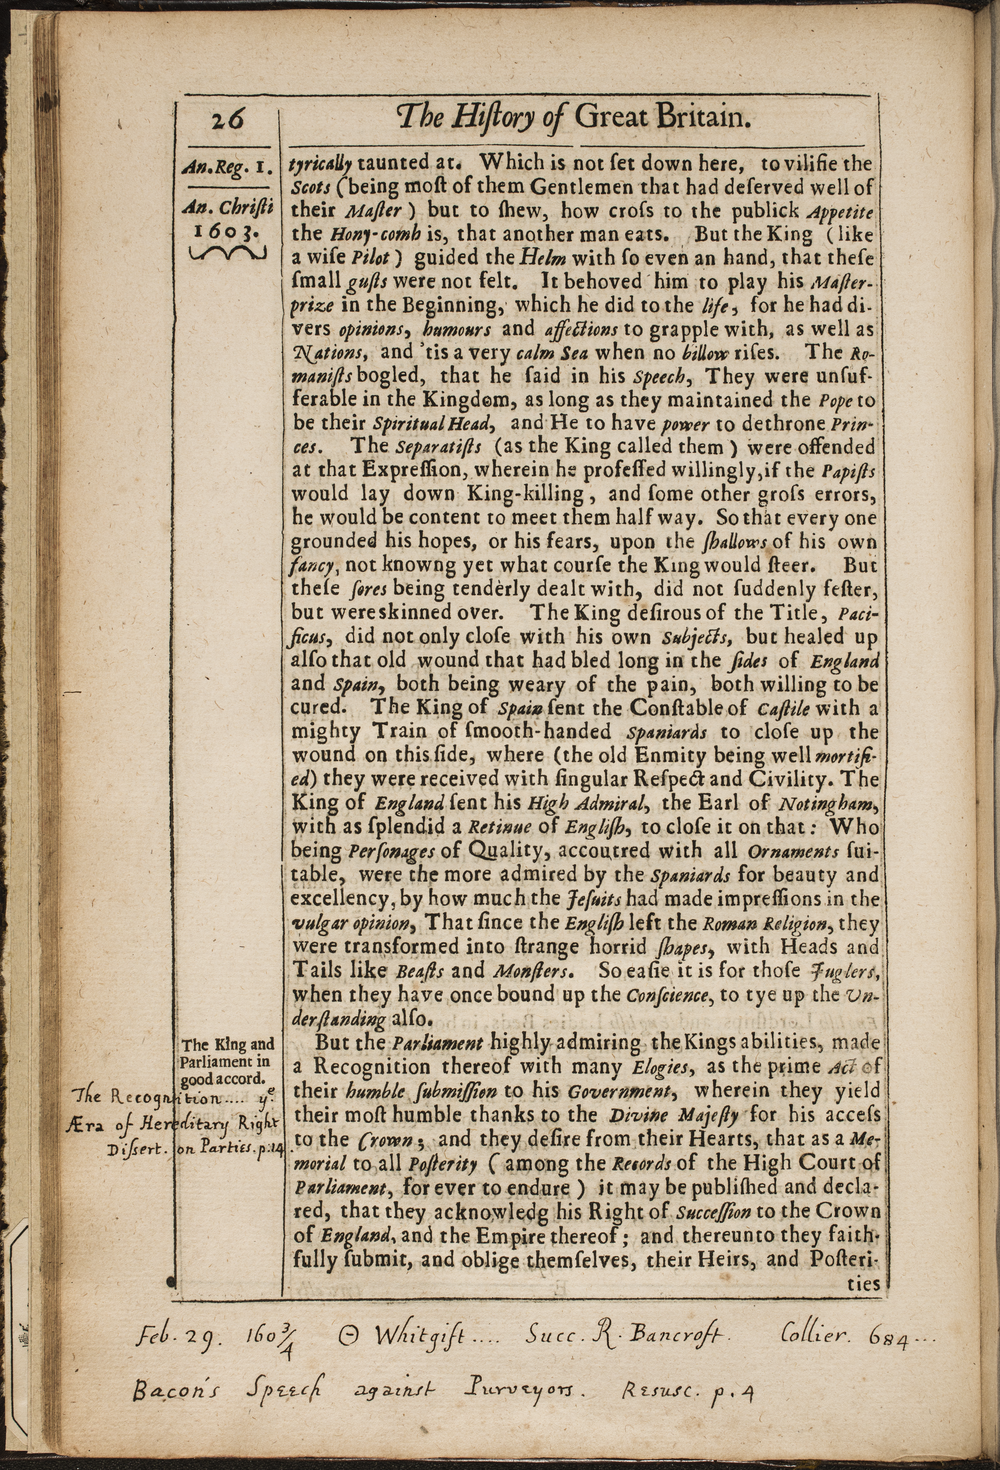 26
The Hiſtory of Great Britain.
An. Reg. 1.
An. Chriſti
1603.
tyrically taunted at. Which is not ſet down here, to vilifie the
Scots (being moſt of them Gentlemen that had deſerved well of
their Maſter) but to ſhew, how croſs to the publick Appetite
the Hony-comb is, that another man eats. But the King (like
a wiſe Pilot) guided the Helm with ſo even an hand, that theſe
ſmall guſts were not felt. It behoved him to play his Maſter-
prize in the Beginning, which he did to the life, for he had di-
vers opinions, humours and affections to grapple with, as well as
Nations, and 'tis a very calm Sea when no billow riſes. The Ro-
maniſts bogled, that he ſaid in his Speech, They were unſuf-
ferable in the Kingdom, as long as they maintained the Pope to
be their Spiritual Head, and He to have power to dethrone Prin-
ces. The Separatiſts (as the King called them) were offended
at that Expreſſion, wherein he profeſſed willingly, if the Papiſts
would lay down King-killing, and ſome other groſs errors,
he would be content to meet them half way. So that every one
grounded his hopes, or his fears, upon the ſhallows of his own
fancy, not knowng yet what courſe the King would ſteer. But
theſe ſores being tenderly dealt with, did not ſuddenly feſter,
but were skinned over. The King deſirous of the Title, Paci-
ficus, did not only cloſe with his own Subjects, but healed up
alſo that old wound that had bled long in the ſides of England
and Spain, both being weary of the pain, both willing to be
cured. The King of Spain ſent the Conſtable of Caſtile with a
mighty Train of ſmooth-handed Spaniards to cloſe up the
wound on this ſide, where (the old Enmity being well mortifi-
ed) they were received with ſingular Reſpect and Civility. The
King of England ſent his High Admiral, the Earl of Notingham,
with as ſplendid a Retinue of Engliſh, to cloſe it on that: Who
being Perſonages of Quality, accoutred with all Ornaments ſui-
table, were the more admired by the Spaniards for beauty and
excellency, by how much the Jeſuits had made impreſſions in the
vulgar opinion, That ſince the Engliſh left the Roman Religion, they
were transformed into ſtrange horrid ſhapes, with Heads and
Tails like Beaſts and Monſters. So eaſie it is for thoſe Juglers,
when they have once bound up the Conſcience, to tye up the Un-
derſtanding alſo.
The King and
Parliament in
good accord.
The Recognition.... yᵉ
Æra of Hereditary Right
Diſsert. on Parties. p. 14
But the Parliament highly admiring the Kings abilities, made
a Recognition thereof with many Elogies, as the prime Act of
their humble ſubmiſſion to his Government, wherein they yield
their moſt humble thanks to the Divine Majeſty for his acceſs
to the Crown; and they deſire from their Hearts, that as a Me-
morial to all Poſterity (among the Records of the High Court of
Parliament, for ever to endure) it may be publiſhed and decla-
red, that they acknowledg his Right of Succeſſion to the Crown
of England, and the Empire thereof; and thereunto they faith-
fully ſubmit, and oblige themſelves, their Heirs, and Poſteri-
ties
Feb. 29. 160¾ Θ Whitgift.... Succ. R. Bancroft. Collier. 684...
Bacon's Speech against Purveyors. Resusc. p. 4